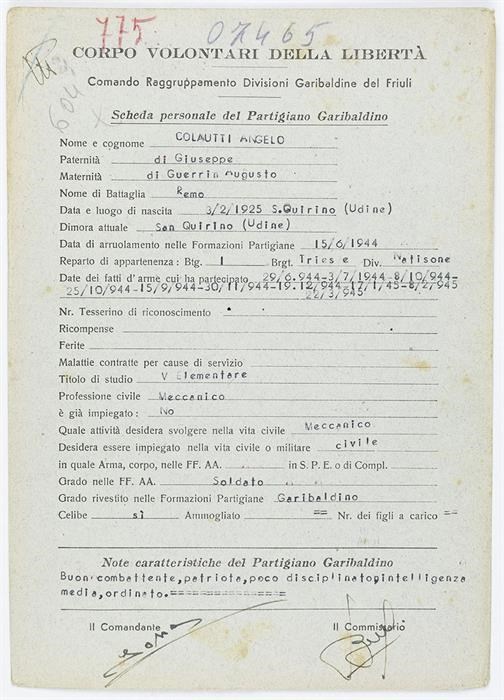 775 07465
CORPO VOLONTARI DELLA LIBERTÀ
Comando Raggruppamento Divisioni Garibaldine del Friuli
Scheda personale del Partigiano Garibaldino
Nome e cognome COLAUTTI ANGELO
Paternità di Giuseppe
Maternità di Guerrin Augusto
Nome di Battaglia Remo
Data e luogo di nascita 3/2/1925 S.Quirino (Udine)
Dimora attuale San Quirino (Udine)
Data di arruolamento nelle Formazioni Partigiane 15/6/1944
Reparto di appartenenza: Btg. 1 Brgt. Tries e Div. Natisone
Date dei fatti d'arme cui ha partecipato 29/6.944-3/7/1944-8/10/944-
25/10/944-15/9/944-30/11/944-19.12/944-17/1/45-8/2/945
22/3/945
Nr. Tesserino di riconoscimento
Ricompense
Ferite
Malattie contratte per cause di servizio
Titolo di studio V Elementare
Professione civile Meccanico
è già impiegato: No
Quale attività desidera svolgere nella vita civile Meccanico
Desidera essere impiegato nella vita civile o militare civile
in quale Arma, corpo, nelle FF. AA. in S. P. E. o di Compl.
Grado nelle FF. AA. Soldato
Grado rivestito nelle Formazioni Partigiane Garibaldino
Celibe sì Ammogliato == Nr. dei figli a carico ==
Note caratteristiche del Partigiano Garibaldino
Buon combattente,patriota,poco disciplinato,intelligenza
media,ordinato.===============
Il Comandante Il Commissario